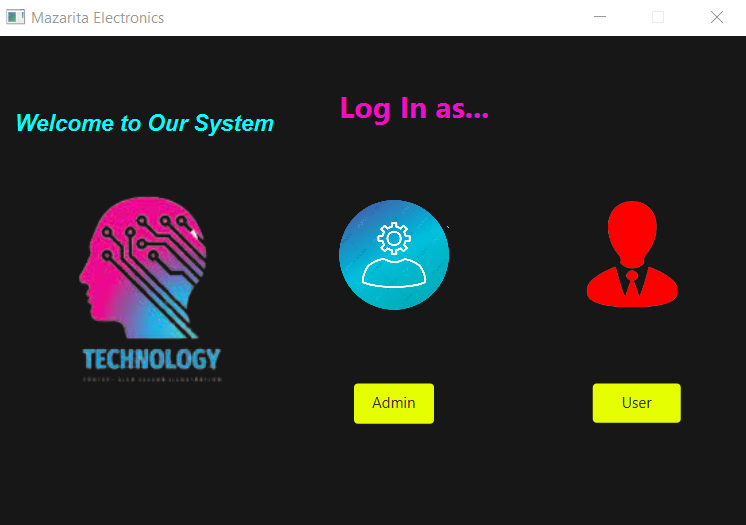 Mazarita Electronics
Log In as...
Welcome to Our System
TECHNOLOGY
Admin
User